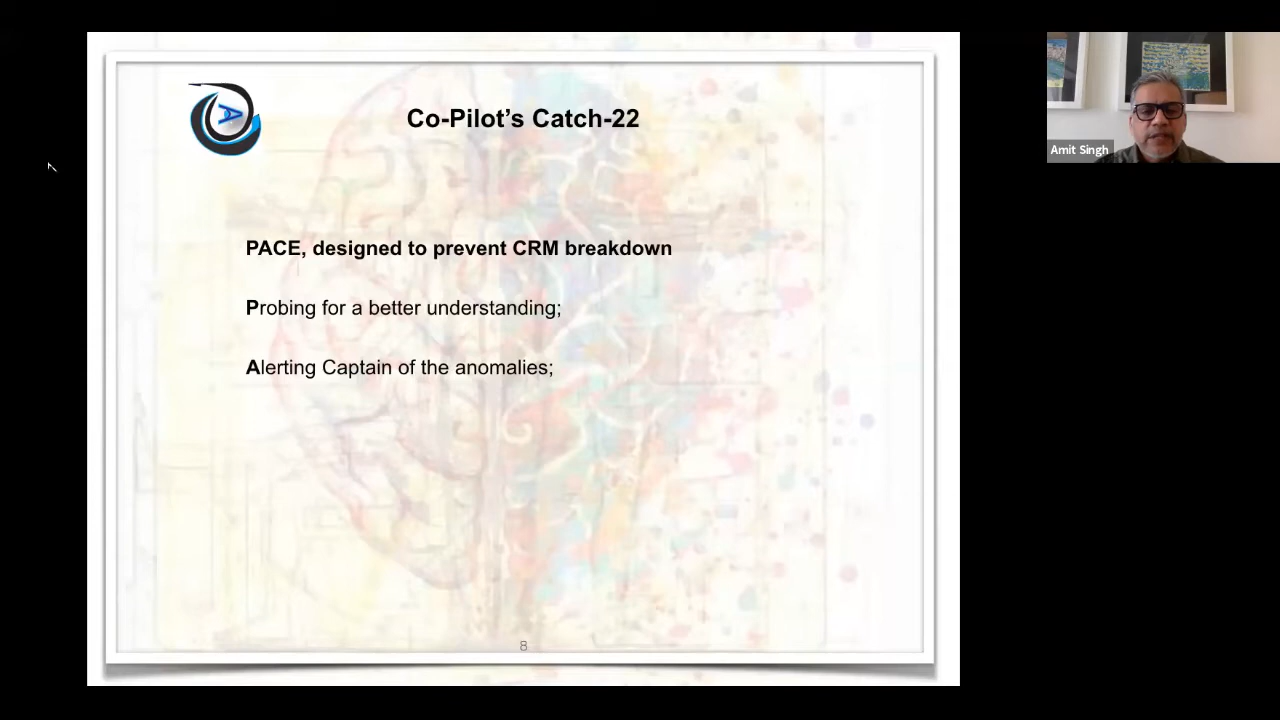 Co-Pilot's Catch-22
PACE, designed to prevent CRM breakdown
Probing for a better understanding;
Alerting Captain of the anomalies;
8
Amit Singh